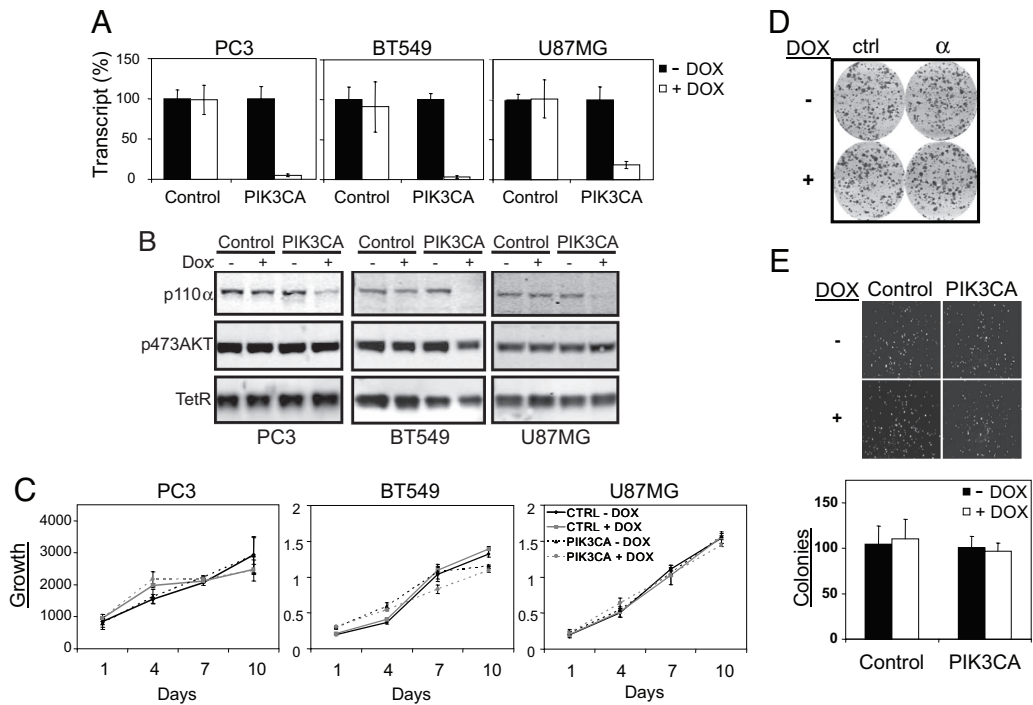 A
PC3
BT549
U87MG
Transcript (%)
150
100
50
0
Control
PIK3CA
Control
PIK3CA
Control
PIK3CA
- DOX
+ DOX
B
Control PIK3CA
Control PIK3CA
Control PIK3CA
Dox - + - +
- + - +
- + - +
p110α
p473AKT
TetR
PC3
BT549
U87MG
C
PC3
BT549
U87MG
Growth
4000
3000
2000
1000
0
1 4 7 10
Days
2
1.5
1
0.5
0
1 4 7 10
Days
2
1.5
1
0.5
0
1 4 7 10
Days
CTRL - DOX
CTRL + DOX
PIK3CA - DOX
PIK3CA + DOX
D
DOX ctrl α
-
+
E
DOX Control PIK3CA
-
+
Colonies
150
100
50
0
Control
PIK3CA
- DOX
+ DOX